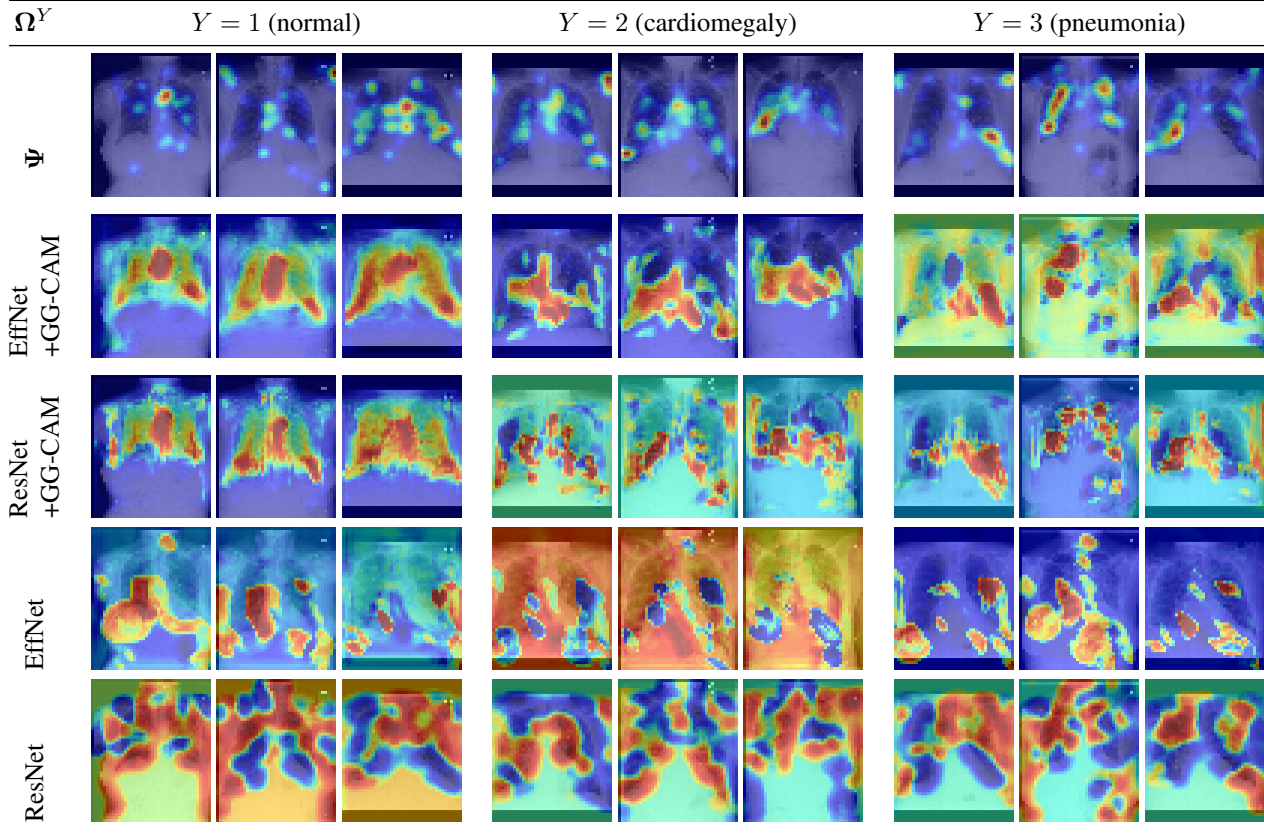 Ω^Y Y = 1 (normal) Y = 2 (cardiomegaly) Y = 3 (pneumonia)
Ψ
EffNet
+GG-CAM
ResNet
+GG-CAM
EffNet
ResNet